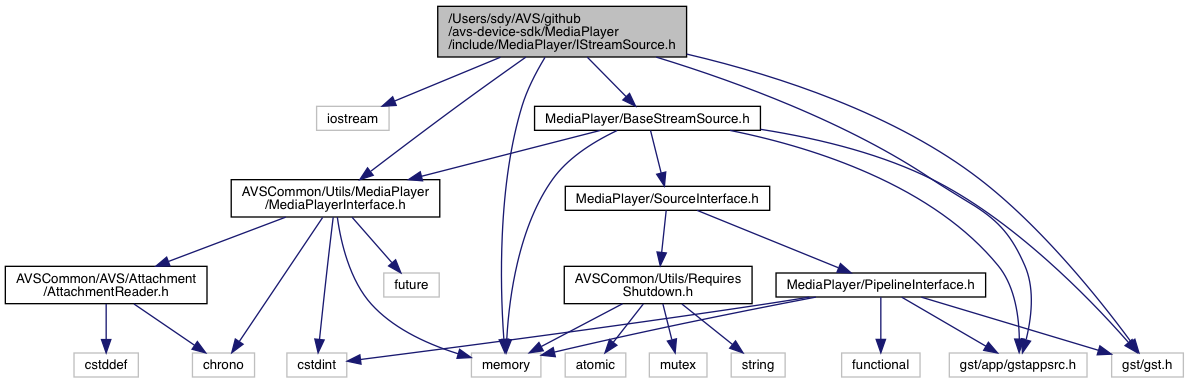 /Users/sdy/AVS/github
/avs-device-sdk/MediaPlayer
/include/MediaPlayer/IStreamSource.h
iostream
MediaPlayer/BaseStreamSource.h
AVSCommon/Utils/MediaPlayer
/MediaPlayerInterface.h
MediaPlayer/SourceInterface.h
AVSCommon/AVS/Attachment
/AttachmentReader.h
future
AVSCommon/Utils/Requires
Shutdown.h
MediaPlayer/PipelineInterface.h
cstddef
chrono
cstdint
memory
atomic
mutex
string
functional
gst/app/gstappsrc.h
gst/gst.h